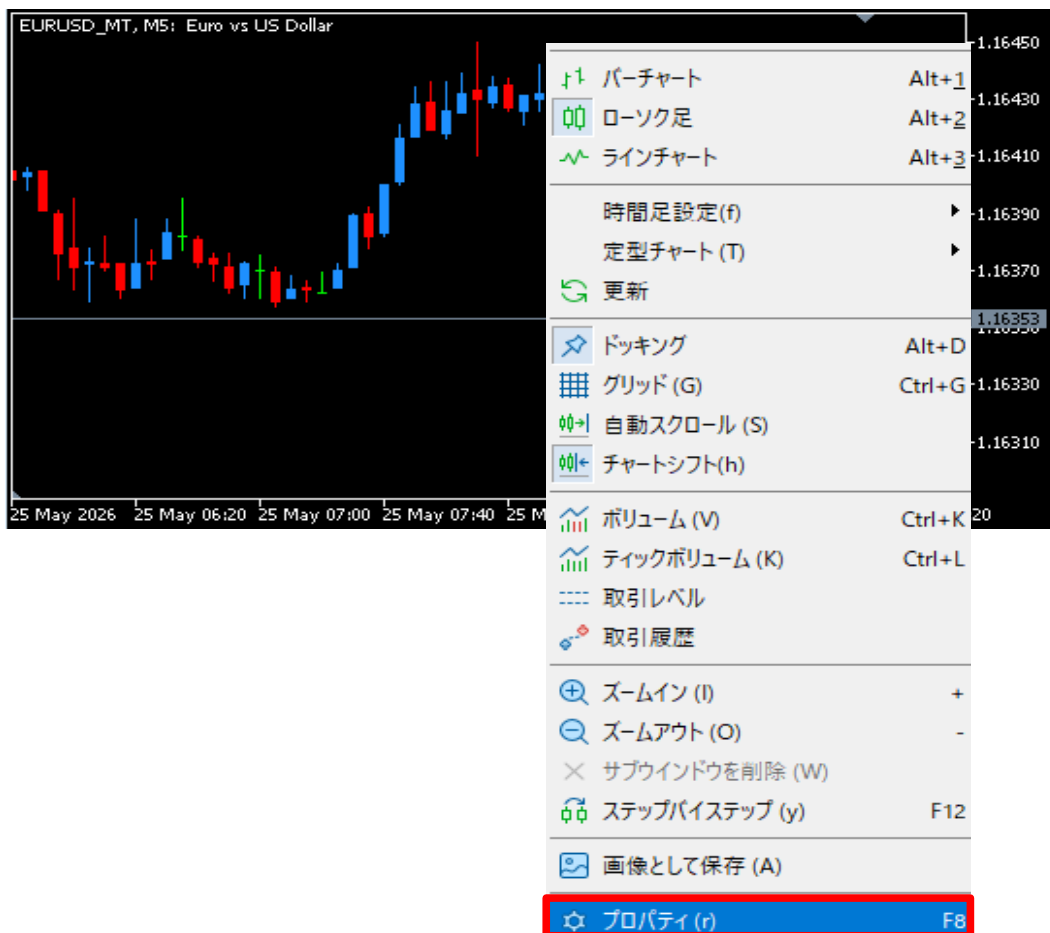 EURUSD_MT, M5: Euro vs US Dollar
1.16450
バーチャート Alt+1
1.16430
ローソク足 Alt+2
ラインチャート Alt+3
1.16410
時間足設定(f)
1.16390
定型チャート (T)
1.16370
更新
1.16353
ドッキング Alt+D
グリッド (G) Ctrl+G
1.16330
自動スクロール (S)
1.16310
チャートシフト(h)
25 May 2026 25 May 06:20 25 May 07:00 25 May 07:40 25 M
20
ボリューム (V) Ctrl+K
ティックボリューム (K) Ctrl+L
取引レベル
取引履歴
ズームイン (I) +
ズームアウト (O) -
サブウインドウを削除 (W)
ステップバイステップ (y) F12
画像として保存 (A)
プロパティ (r) F8